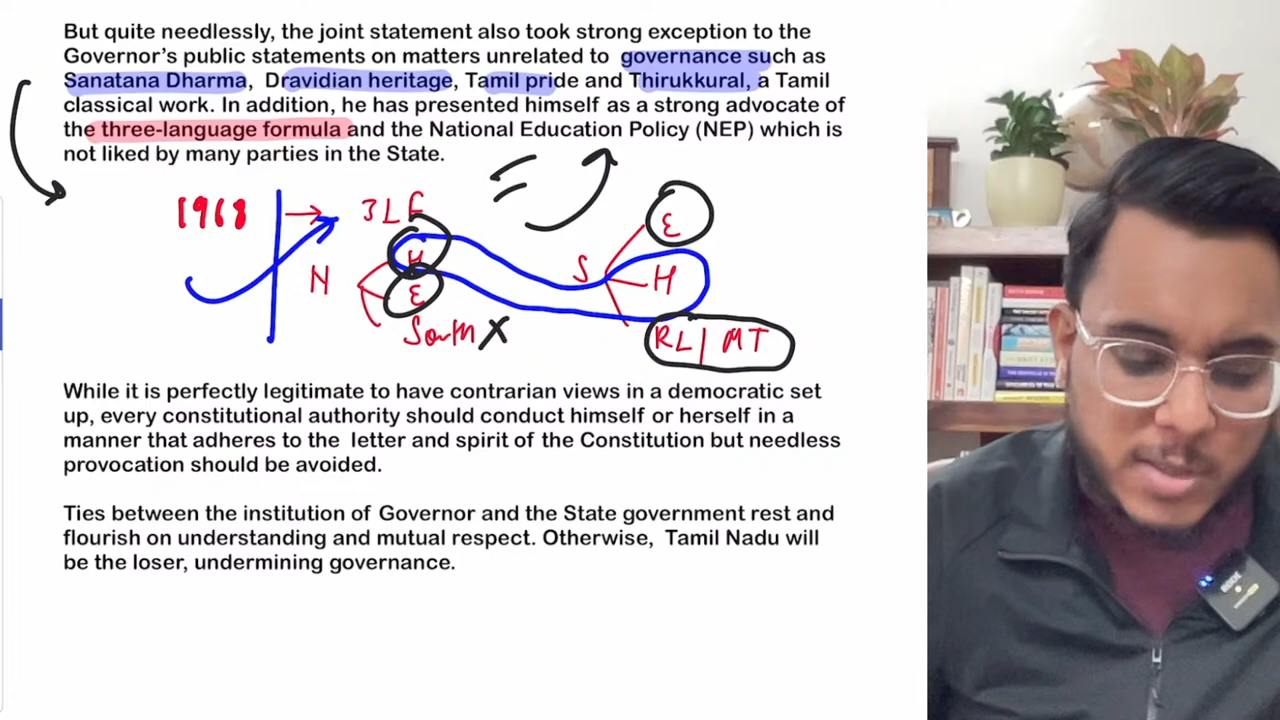 But quite needlessly, the joint statement also took strong exception to the
Governor's public statements on matters unrelated to governance such as
Sanatana Dharma, Dravidian heritage, Tamil pride and Thirukkural, a Tamil
classical work. In addition, he has presented himself as a strong advocate of
the three-language formula and the National Education Policy (NEP) which is
not liked by many parties in the State.
1968 → 3LF
E
H
N
S
H
E
South X
RL | MT
While it is perfectly legitimate to have contrarian views in a democratic set
up, every constitutional authority should conduct himself or herself in a
manner that adheres to the letter and spirit of the Constitution but needless
provocation should be avoided.
Ties between the institution of Governor and the State government rest and
flourish on understanding and mutual respect. Otherwise, Tamil Nadu will
be the loser, undermining governance.
RODE